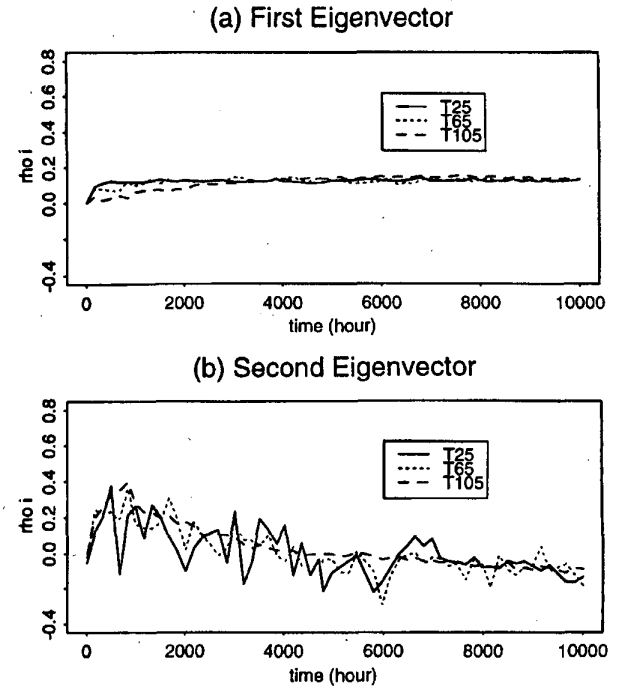 (a) First Eigenvector
rho i
0.8
0.6
0.4
0.2
0.0
-0.4
T25
T65
T105
0 2000 4000 6000 8000 10000
time (hour)
(b) Second Eigenvector
rho i
0.8
0.6
0.4
0.2
0.0
-0.4
T25
T65
T105
0 2000 4000 6000 8000 10000
time (hour)